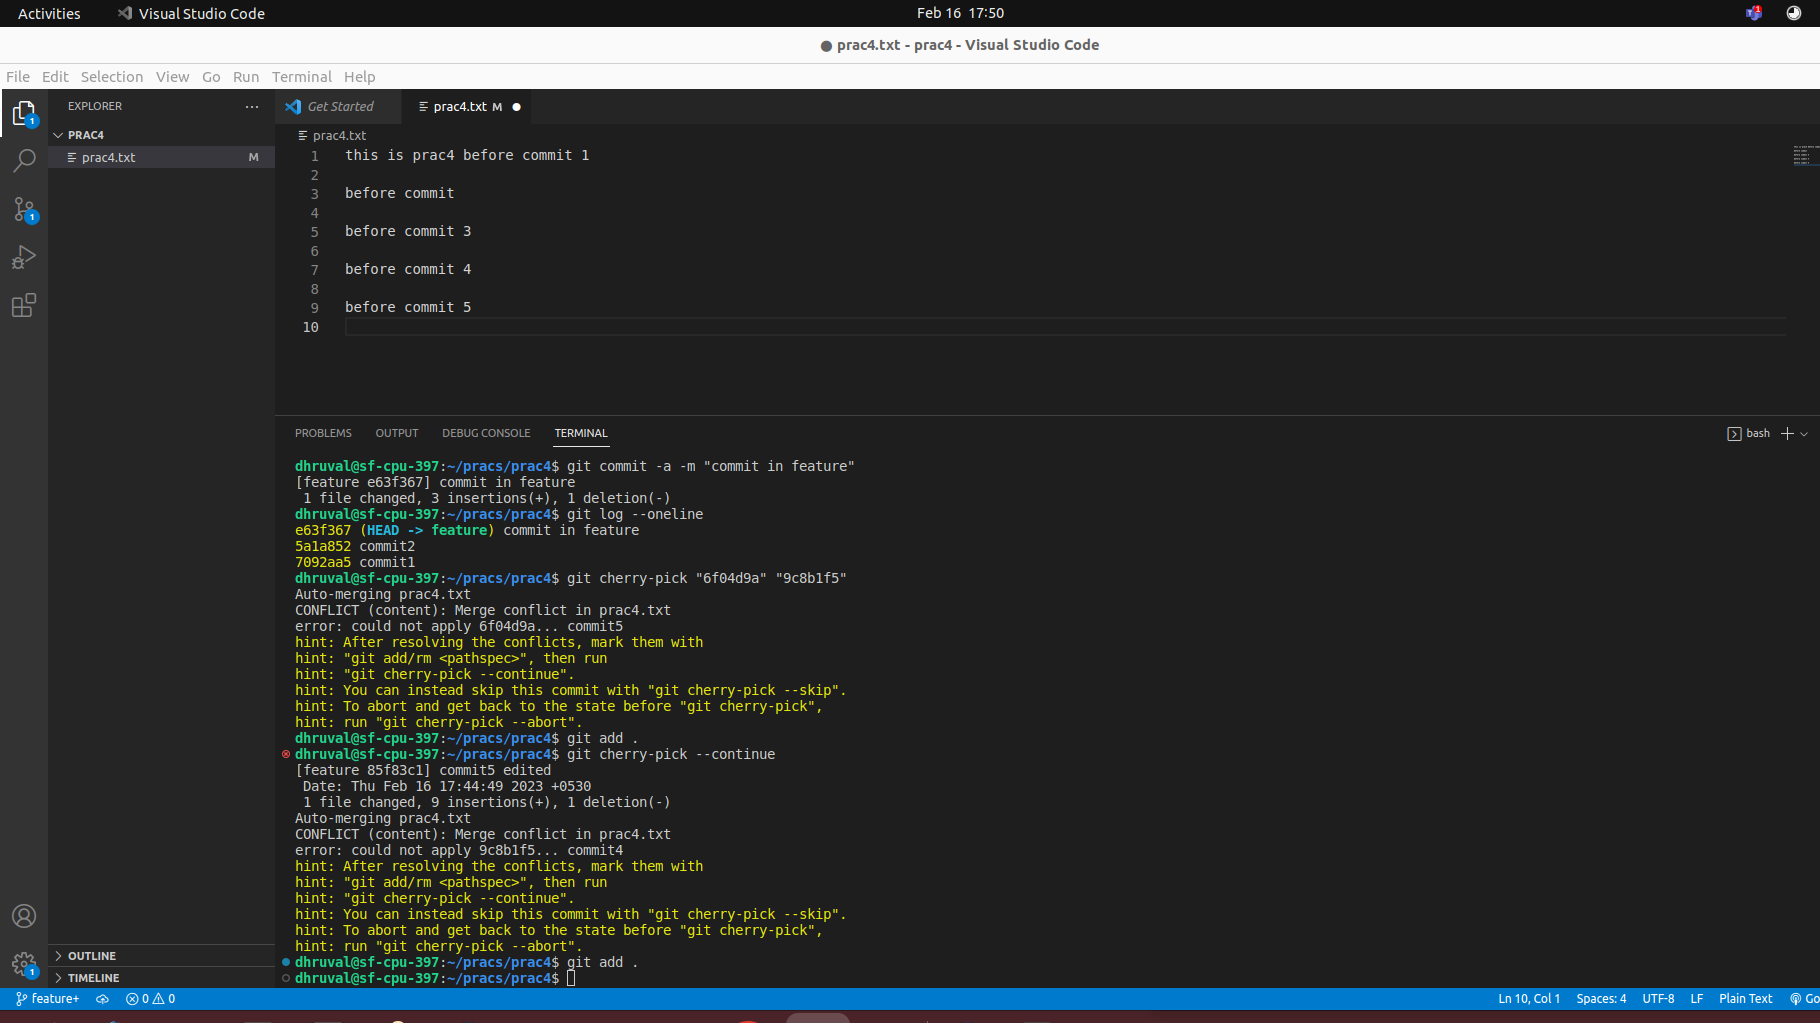 Activities Visual Studio Code Feb 16 17:50 1
prac4.txt - prac4 - Visual Studio Code
File Edit Selection View Go Run Terminal Help
EXPLORER ...
PRAC4
prac4.txt M
1
1
Get Started prac4.txt M
prac4.txt
1 this is prac4 before commit 1
2
3 before commit
4
5 before commit 3
6
7 before commit 4
8
9 before commit 5
10
PROBLEMS OUTPUT DEBUG CONSOLE TERMINAL bash
dhruval@sf-cpu-397:~/pracs/prac4$ git commit -a -m "commit in feature"
[feature e63f367] commit in feature
1 file changed, 3 insertions(+), 1 deletion(-)
dhruval@sf-cpu-397:~/pracs/prac4$ git log --oneline
e63f367 (HEAD -> feature) commit in feature
5a1a852 commit2
7092aa5 commit1
dhruval@sf-cpu-397:~/pracs/prac4$ git cherry-pick "6f04d9a" "9c8b1f5"
Auto-merging prac4.txt
CONFLICT (content): Merge conflict in prac4.txt
error: could not apply 6f04d9a... commit5
hint: After resolving the conflicts, mark them with
hint: "git add/rm <pathspec>", then run
hint: "git cherry-pick --continue".
hint: You can instead skip this commit with "git cherry-pick --skip".
hint: To abort and get back to the state before "git cherry-pick",
hint: run "git cherry-pick --abort".
dhruval@sf-cpu-397:~/pracs/prac4$ git add .
dhruval@sf-cpu-397:~/pracs/prac4$ git cherry-pick --continue
[feature 85f83c1] commit5 edited
Date: Thu Feb 16 17:44:49 2023 +0530
1 file changed, 9 insertions(+), 1 deletion(-)
Auto-merging prac4.txt
CONFLICT (content): Merge conflict in prac4.txt
error: could not apply 9c8b1f5... commit4
hint: After resolving the conflicts, mark them with
hint: "git add/rm <pathspec>", then run
hint: "git cherry-pick --continue".
hint: You can instead skip this commit with "git cherry-pick --skip".
hint: To abort and get back to the state before "git cherry-pick",
hint: run "git cherry-pick --abort".
dhruval@sf-cpu-397:~/pracs/prac4$ git add .
dhruval@sf-cpu-397:~/pracs/prac4$
OUTLINE
TIMELINE
1
feature+ 0 0 Ln 10, Col 1 Spaces: 4 UTF-8 LF Plain Text Go